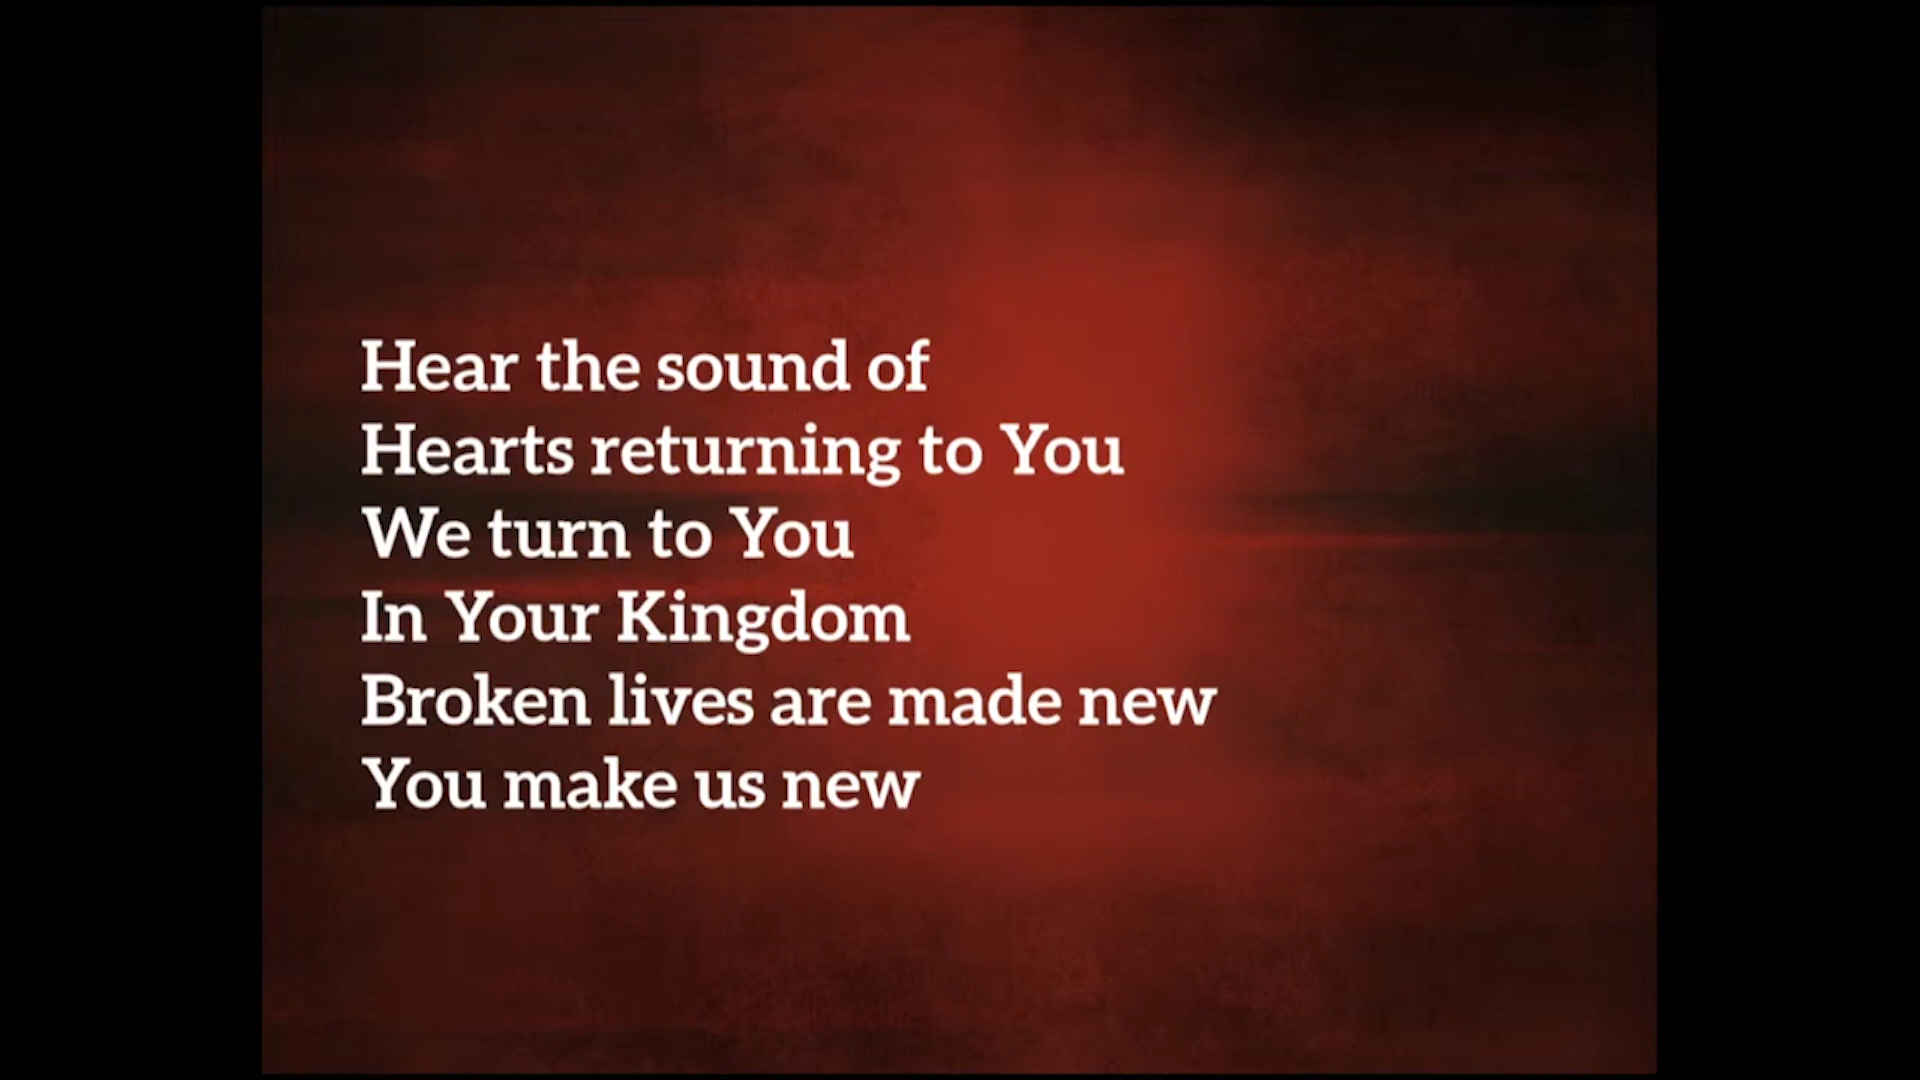 Hear the sound of
Hearts returning to You
We turn to You
In Your Kingdom
Broken lives are made new
You make us new